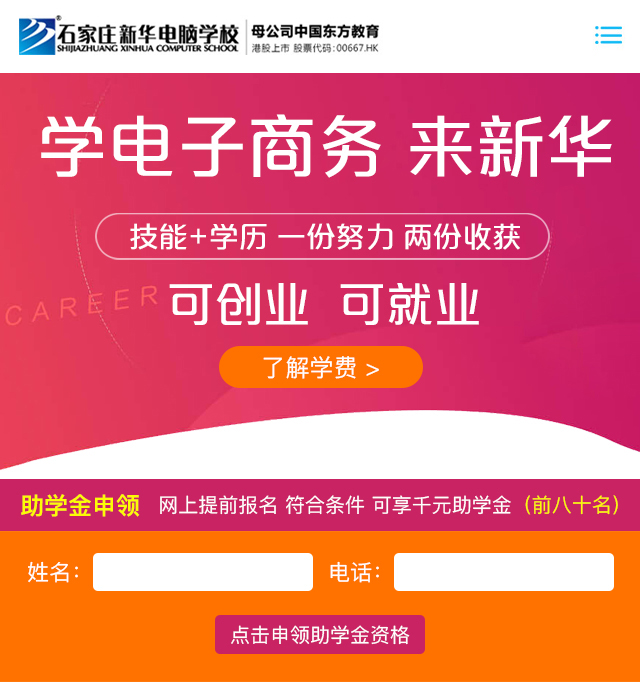 石家庄新华电脑学校® 母公司中国东方教育
SHIJIAZHUANG XINHUA COMPUTER SCHOOL 港股上市 股票代码:00667.HK
学电子商务 来新华
技能+学历 一份努力 两份收获
CAREER
可创业 可就业
了解学费 >
助学金申领 网上提前报名 符合条件 可享千元助学金 (前八十名)
姓名: 电话:
点击申领助学金资格